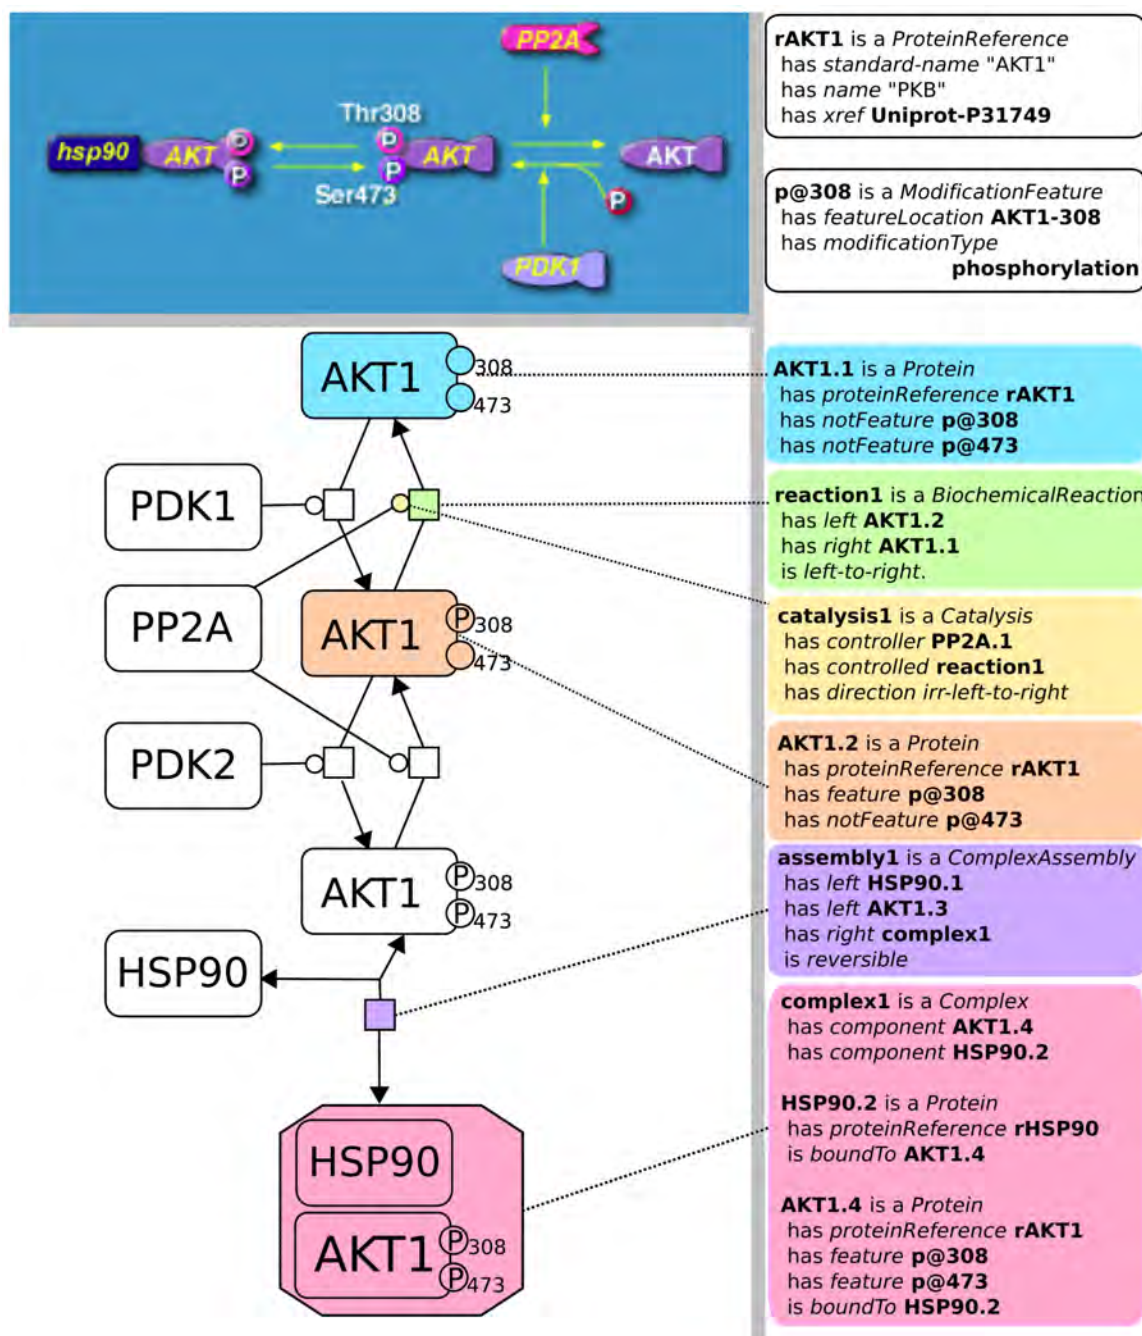 PP2A
Thr308
hsp90 AKT P P
P P AKT
AKT
Ser473
P
PDK1
AKT1 308
473
PDK1
PP2A
AKT1 P 308
473
PDK2
AKT1 P 308
P 473
HSP90
HSP90
AKT1 P 308
P 473
rAKT1 is a ProteinReference
has standard-name "AKT1"
has name "PKB"
has xref Uniprot-P31749
p@308 is a ModificationFeature
has featureLocation AKT1-308
has modificationType
phosphorylation
AKT1.1 is a Protein
has proteinReference rAKT1
has notFeature p@308
has notFeature p@473
reaction1 is a BiochemicalReaction
has left AKT1.2
has right AKT1.1
is left-to-right.
catalysis1 is a Catalysis
has controller PP2A.1
has controlled reaction1
has direction irr-left-to-right
AKT1.2 is a Protein
has proteinReference rAKT1
has feature p@308
has notFeature p@473
assembly1 is a ComplexAssembly
has left HSP90.1
has left AKT1.3
has right complex1
is reversible
complex1 is a Complex
has component AKT1.4
has component HSP90.2
HSP90.2 is a Protein
has proteinReference rHSP90
is boundTo AKT1.4
AKT1.4 is a Protein
has proteinReference rAKT1
has feature p@308
has feature p@473
is boundTo HSP90.2